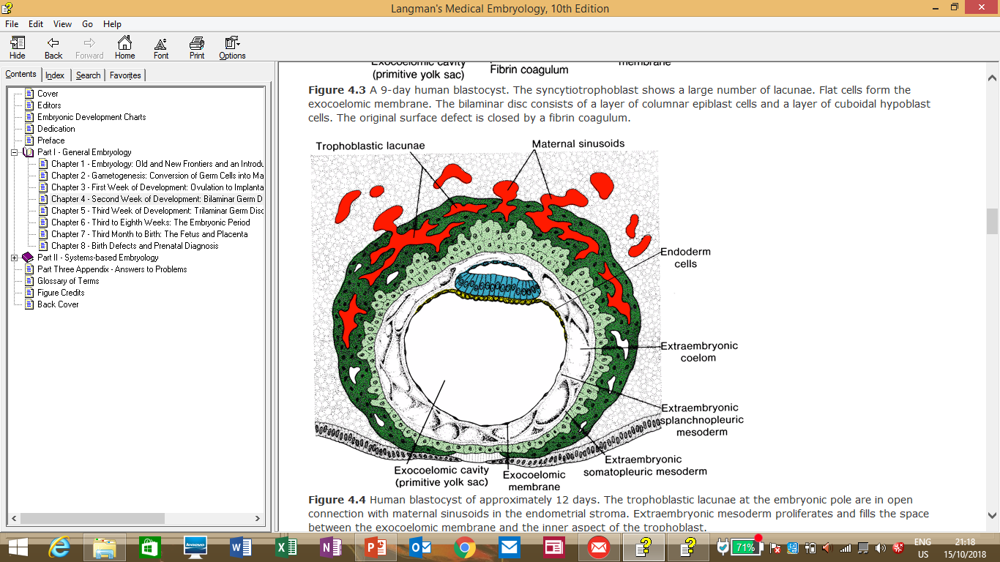 Langman's Medical Embryology, 10th Edition
File Edit View Go Help
Hide Back Forward Home Font Print Options
Contents Index Search Favorites
Cover
Editors
Embryonic Development Charts
Dedication
Preface
Part I - General Embryology
Chapter 1 - Embryology: Old and New Frontiers and an Introdu
Chapter 2 - Gametogenesis: Conversion of Germ Cells into Ma
Chapter 3 - First Week of Development: Ovulation to Implanta
Chapter 4 - Second Week of Development: Bilaminar Germ D
Chapter 5 - Third Week of Development: Trilaminar Germ Disc
Chapter 6 - Third to Eighth Weeks: The Embryonic Period
Chapter 7 - Third Month to Birth: The Fetus and Placenta
Chapter 8 - Birth Defects and Prenatal Diagnosis
Part II - Systems-based Embryology
Part Three Appendix - Answers to Problems
Glossary of Terms
Figure Credits
Back Cover
Exocoelomic cavity
(primitive yolk sac)
Fibrin coagulum
membrane
Figure 4.3 A 9-day human blastocyst. The syncytiotrophoblast shows a large number of lacunae. Flat cells form the
exocoelomic membrane. The bilaminar disc consists of a layer of columnar epiblast cells and a layer of cuboidal hypoblast
cells. The original surface defect is closed by a fibrin coagulum.
Trophoblastic lacunae
Maternal sinusoids
Endoderm
cells
Extraembryonic
coelom
Extraembryonic
splanchnopleuric
mesoderm
Extraembryonic
somatopleuric mesoderm
Exocoelomic cavity
(primitive yolk sac)
Exocoelomic
membrane
Figure 4.4 Human blastocyst of approximately 12 days. The trophoblastic lacunae at the embryonic pole are in open
connection with maternal sinusoids in the endometrial stroma. Extraembryonic mesoderm proliferates and fills the space
between the exocoelomic membrane and the inner aspect of the trophoblast.
lenovo
71%
ENG
US
21:18
15/10/2018